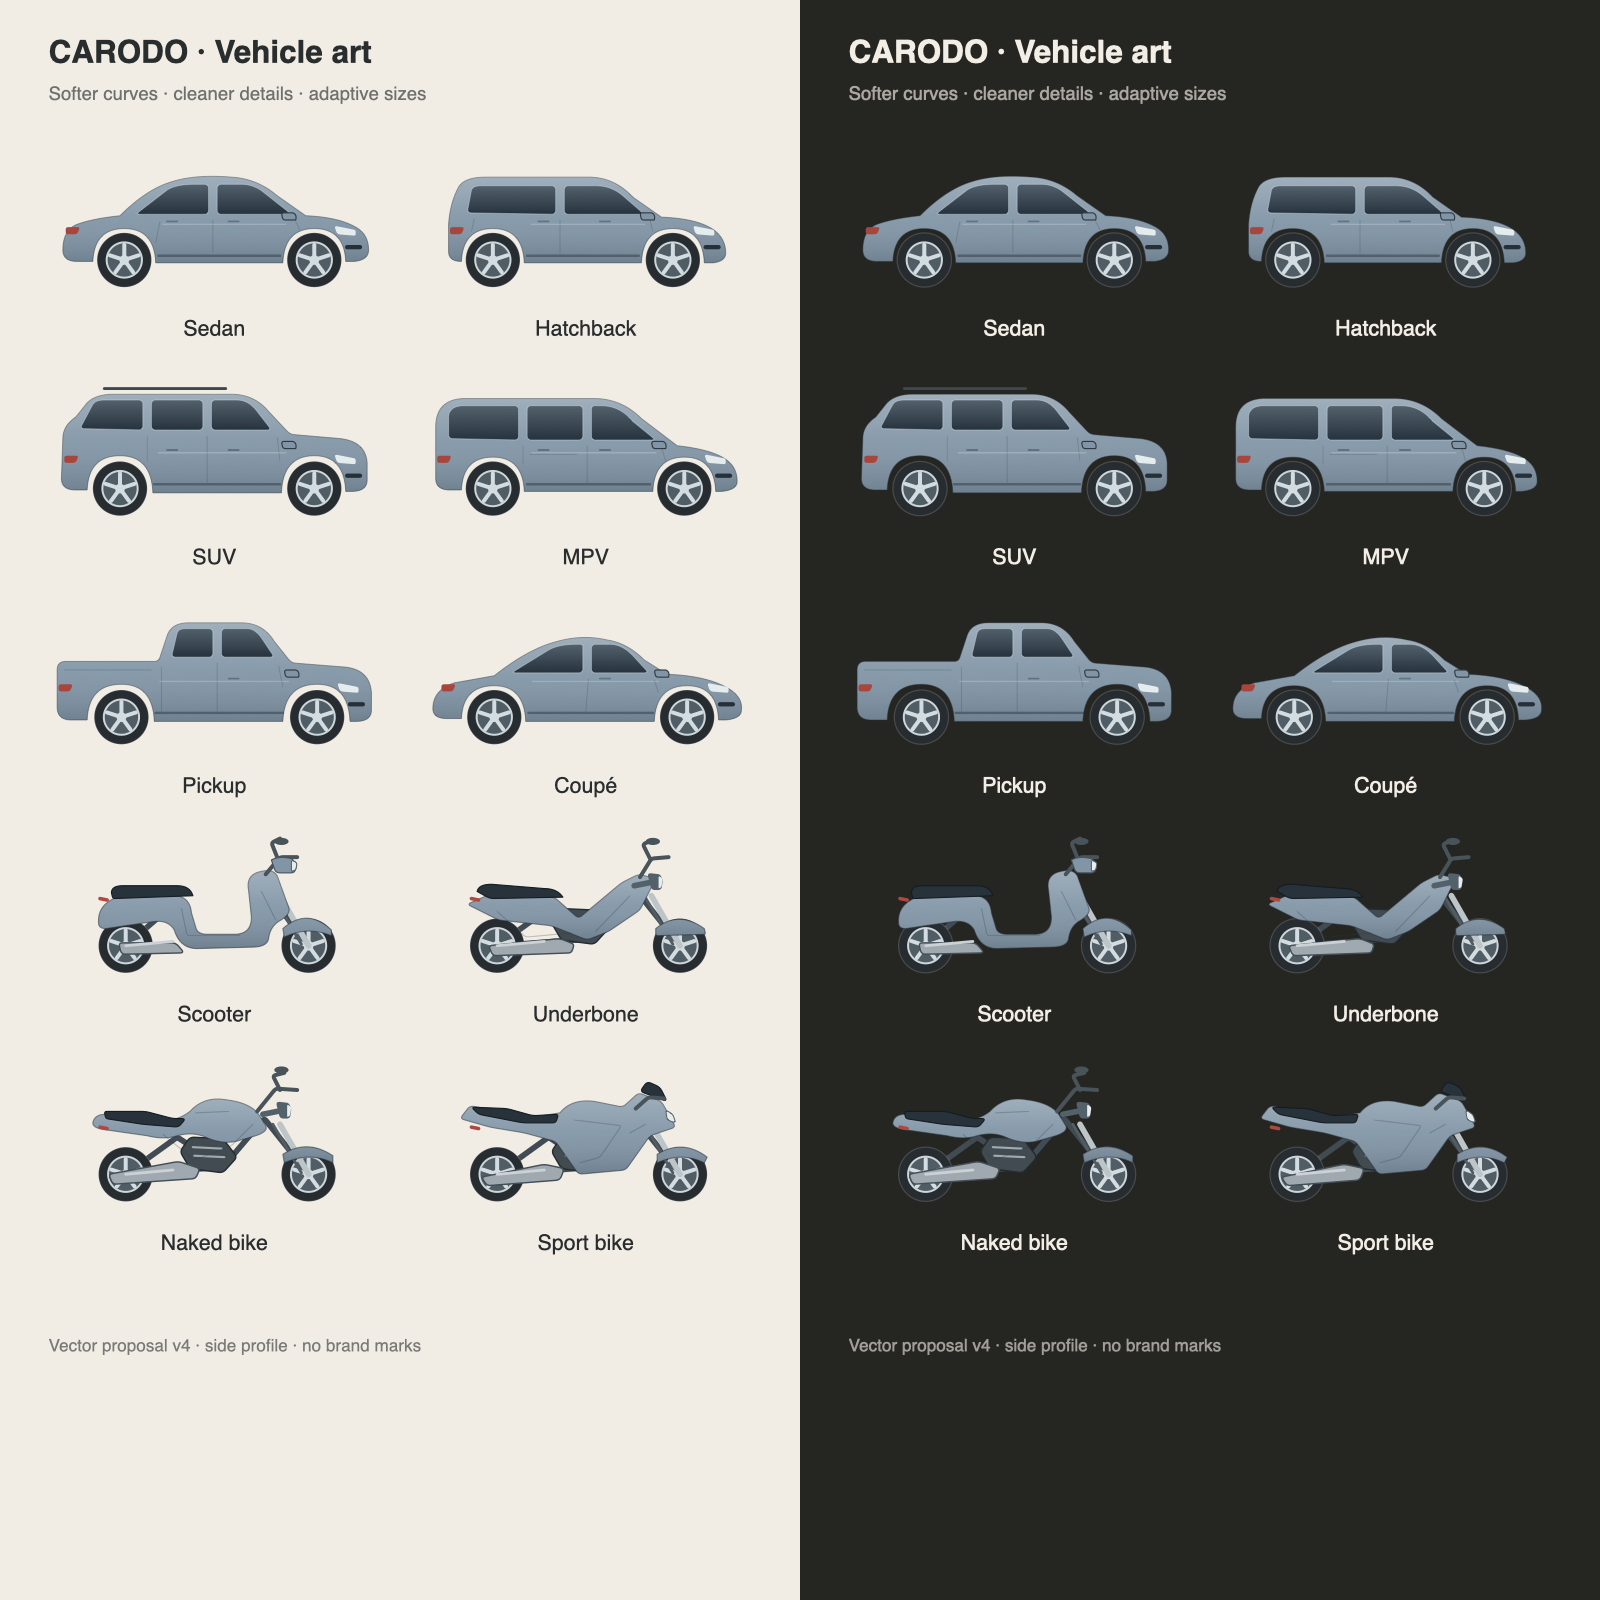 CARODO · Vehicle art
Softer curves · cleaner details · adaptive sizes
Sedan
Hatchback
SUV
MPV
Pickup
Coupé
Scooter
Underbone
Naked bike
Sport bike
Vector proposal v4 · side profile · no brand marks
CARODO · Vehicle art
Softer curves · cleaner details · adaptive sizes
Sedan
Hatchback
SUV
MPV
Pickup
Coupé
Scooter
Underbone
Naked bike
Sport bike
Vector proposal v4 · side profile · no brand marks